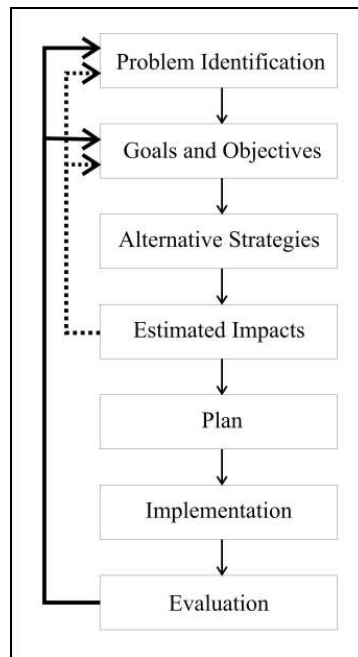 Problem Identification
Goals and Objectives
Alternative Strategies
Estimated Impacts
Plan
Implementation
Evaluation